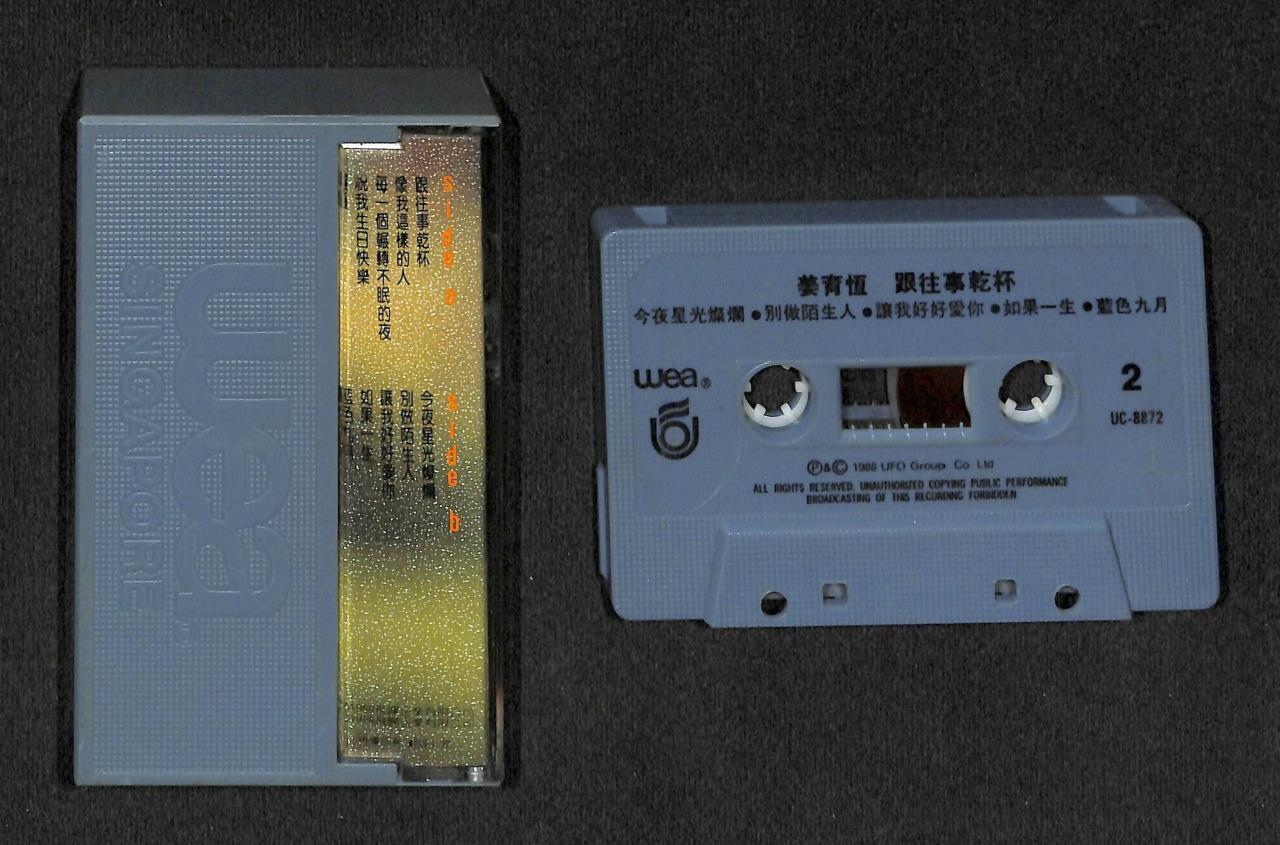 side a
跟往事乾杯
像我這樣的人
每一個輾轉不眠的夜
祝我生日快樂
side b
今夜星光燦爛
別做陌生人
讓我好好愛你
如果一生
wea
SINGAPORE
姜育恆 跟往事乾杯
今夜星光燦爛●別做陌生人●讓我好好愛你●如果一生●藍色九月
wea®
2
UC-8872
Ⓟ&© 1988 UFO Group Co Ltd
ALL RIGHTS RESERVED. UNAUTHORIZED COPYING PUBLIC PERFORMANCE
BROADCASTING OF THIS RECORDING FORBIDDEN